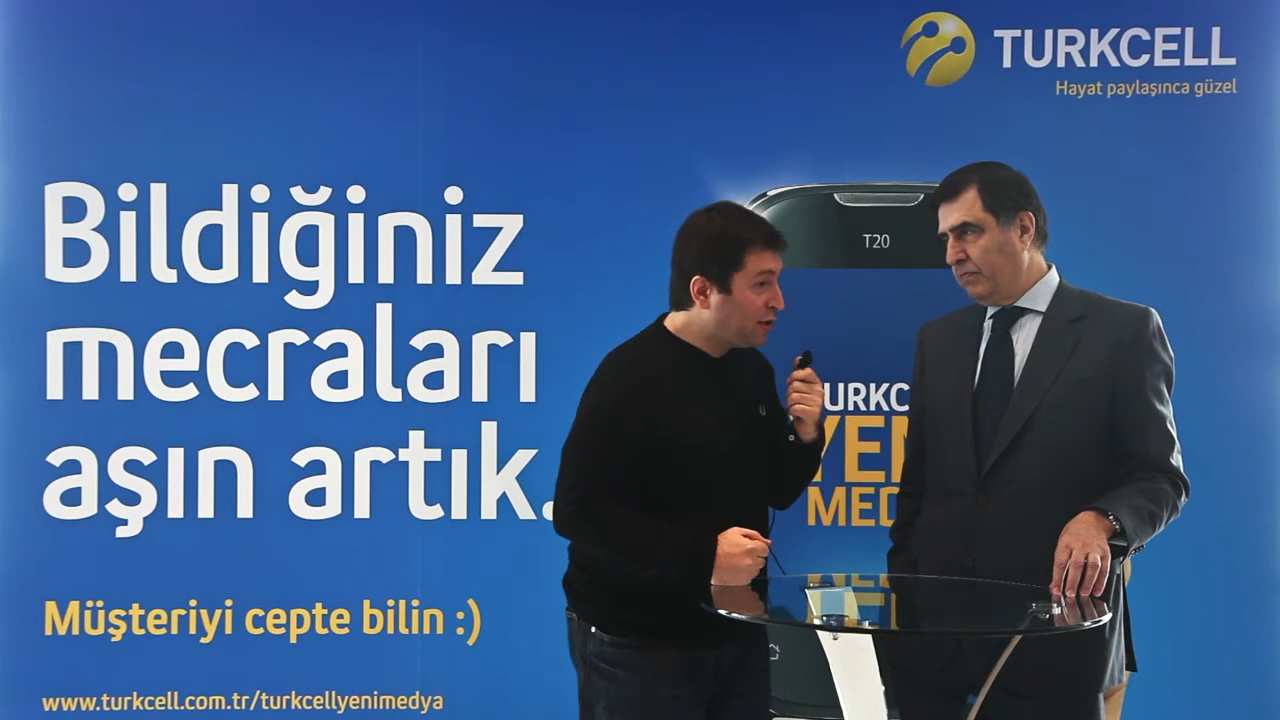 TURKCELL
Hayat paylaşınca güzel
Bildiğiniz
mecraları
aşın artık.
T20
Müşteriyi cepte bilin :)
www.turkcell.com.tr/turkcellyenimedya